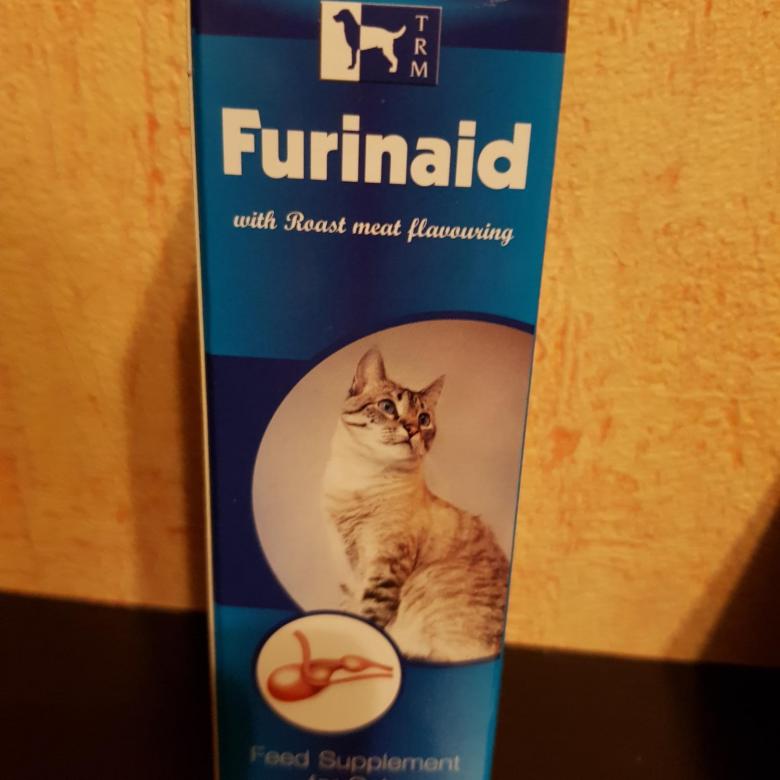 TRM
Furinaid
with Roast meat flavouring
Feed Supplement